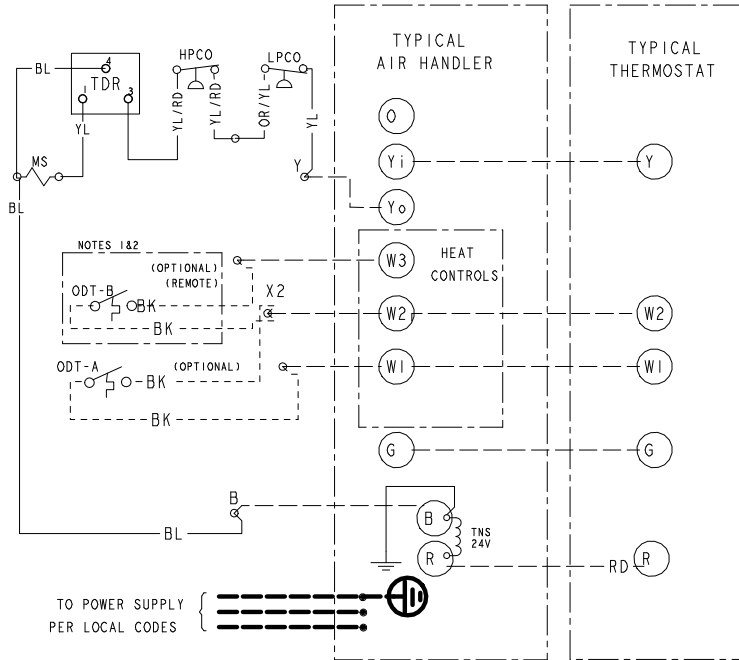 TYPICAL
AIR HANDLER
TYPICAL
THERMOSTAT
HPCO
LPCO
BL
4
TDR
1
3
YL
YL/RD
YL/RD
OR/YL
YL
MS
BL
Y
O
Yi
Y
Yo
NOTES 1&2
(OPTIONAL)
(REMOTE)
ODT-B
BK
BK
X2
W3
HEAT
CONTROLS
W2
W2
ODT-A
(OPTIONAL)
BK
BK
W1
W1
G
G
B
BL
B
R
TNS
24V
RD
R
TO POWER SUPPLY
PER LOCAL CODES